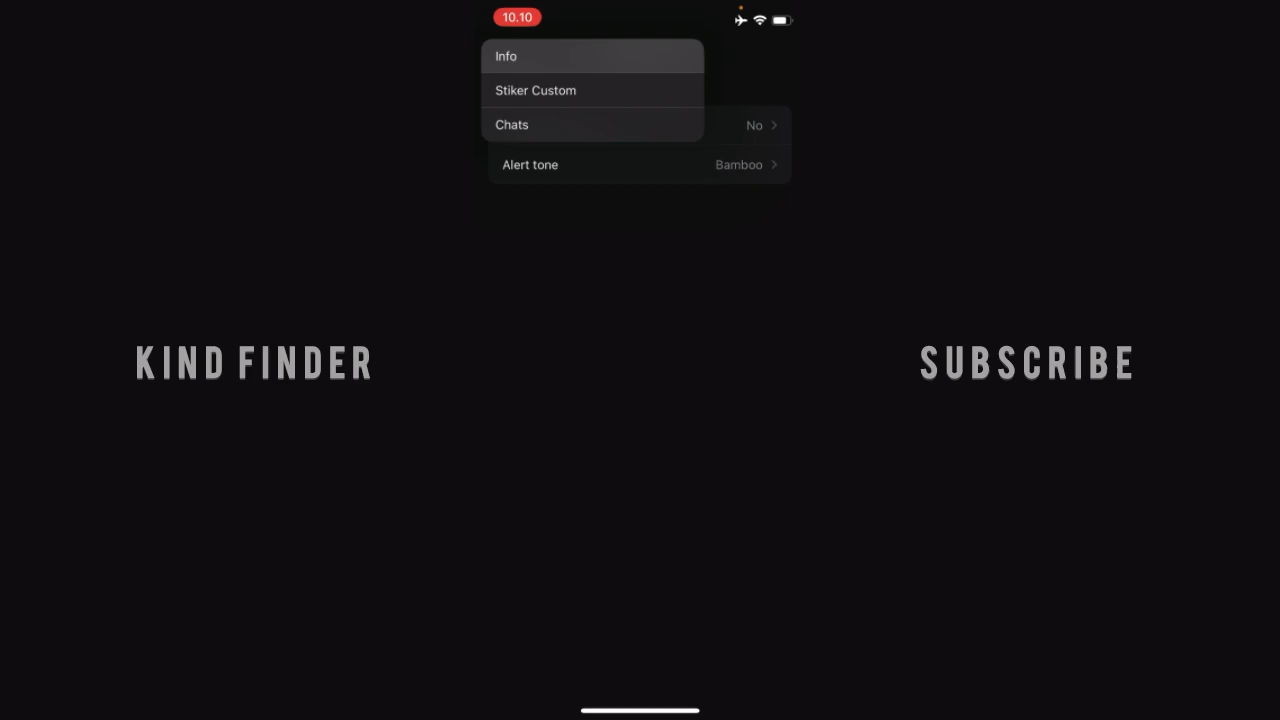 10.10
Info
Stiker Custom
Chats
No
Alert tone
Bamboo
KIND FINDER
SUBSCRIBE